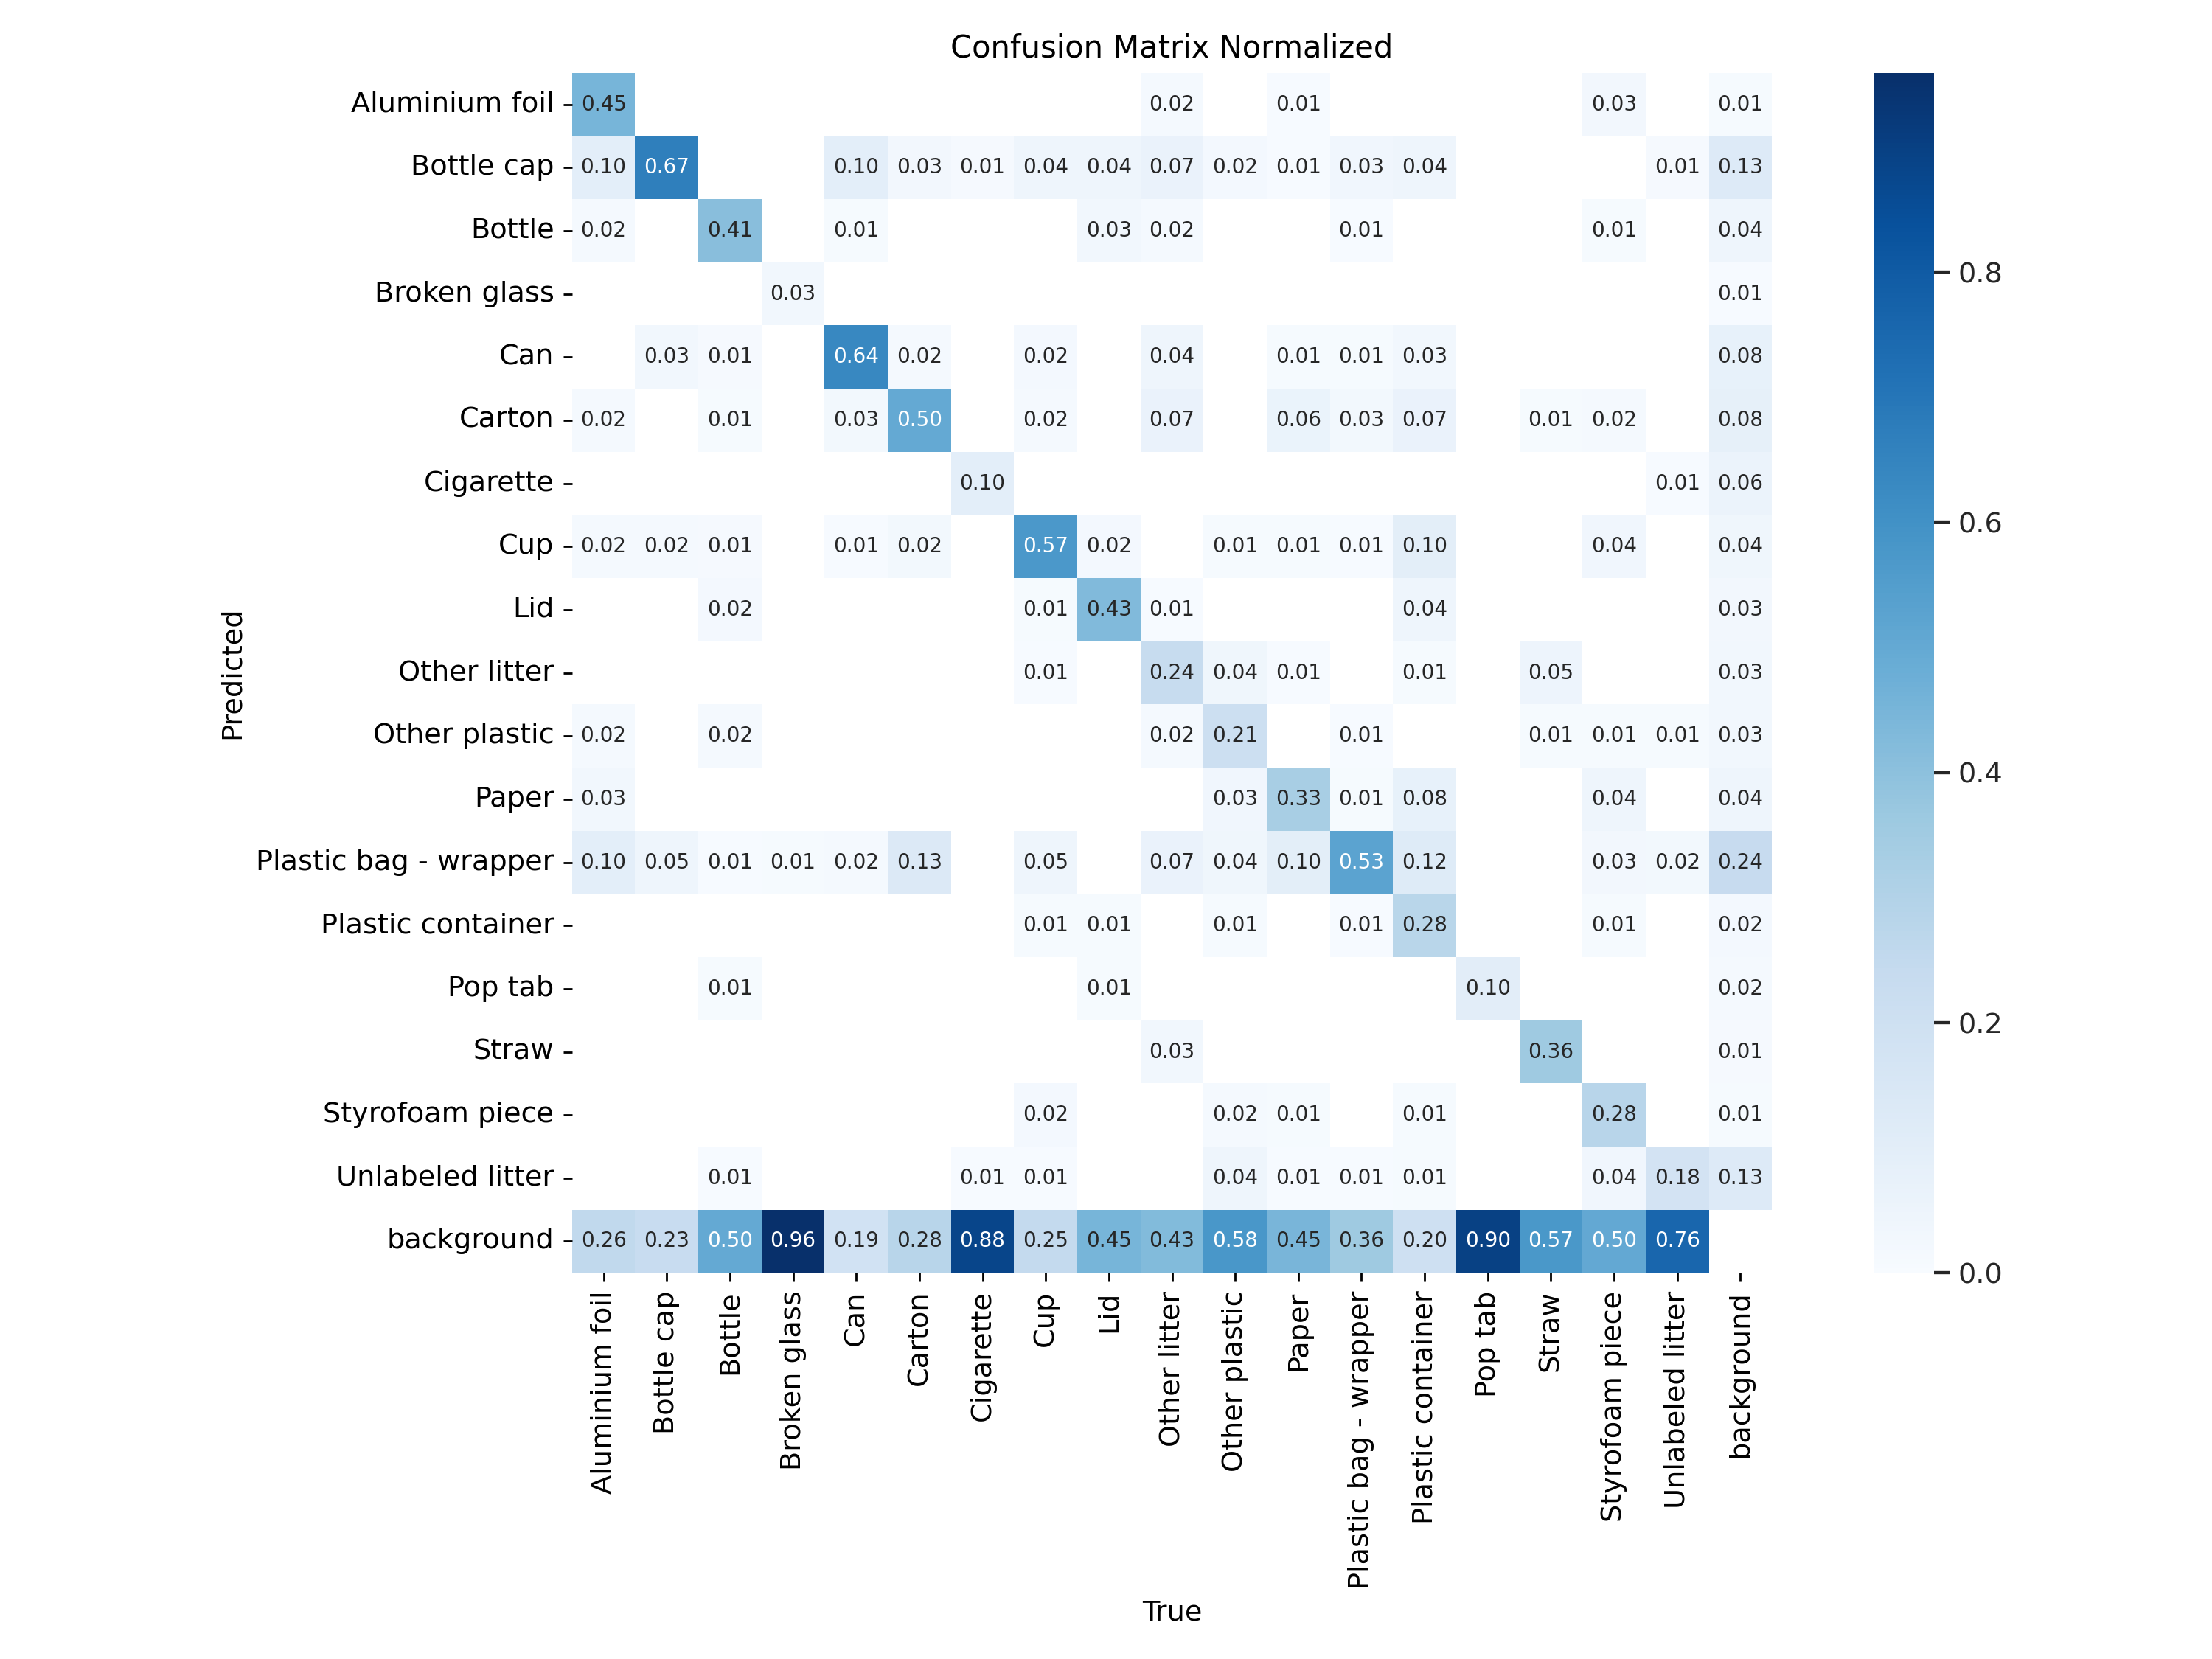 Confusion Matrix Normalized
Aluminium foil 0.45 0.02 0.01 0.03 0.01
Bottle cap 0.10 0.67 0.10 0.03 0.01 0.04 0.04 0.07 0.02 0.01 0.03 0.04 0.01 0.13
Bottle 0.02 0.41 0.01 0.03 0.02 0.01 0.01 0.04
Broken glass 0.03 0.01
Can 0.03 0.01 0.64 0.02 0.02 0.04 0.01 0.01 0.03 0.08
Carton 0.02 0.01 0.03 0.50 0.02 0.07 0.06 0.03 0.07 0.01 0.02 0.08
Cigarette 0.10 0.01 0.06
Cup 0.02 0.02 0.01 0.01 0.02 0.57 0.02 0.01 0.01 0.01 0.10 0.04 0.04
Lid 0.02 0.01 0.43 0.01 0.04 0.03
Other litter 0.01 0.24 0.04 0.01 0.01 0.05 0.03
Other plastic 0.02 0.02 0.02 0.21 0.01 0.01 0.01 0.01 0.03
Paper 0.03 0.03 0.33 0.01 0.08 0.04 0.04
Plastic bag - wrapper 0.10 0.05 0.01 0.01 0.02 0.13 0.05 0.07 0.04 0.10 0.53 0.12 0.03 0.02 0.24
Plastic container 0.01 0.01 0.01 0.01 0.28 0.01 0.02
Pop tab 0.01 0.01 0.10 0.02
Straw 0.03 0.36 0.01
Styrofoam piece 0.02 0.02 0.01 0.01 0.28 0.01
Unlabeled litter 0.01 0.01 0.01 0.04 0.01 0.01 0.01 0.04 0.18 0.13
background 0.26 0.23 0.50 0.96 0.19 0.28 0.88 0.25 0.45 0.43 0.58 0.45 0.36 0.20 0.90 0.57 0.50 0.76
Predicted
Aluminium foil
Bottle cap
Bottle
Broken glass
Can
Carton
Cigarette
Cup
Lid
Other litter
Other plastic
Paper
Plastic bag - wrapper
Plastic container
Pop tab
Straw
Styrofoam piece
Unlabeled litter
background
True
0.8
0.6
0.4
0.2
0.0